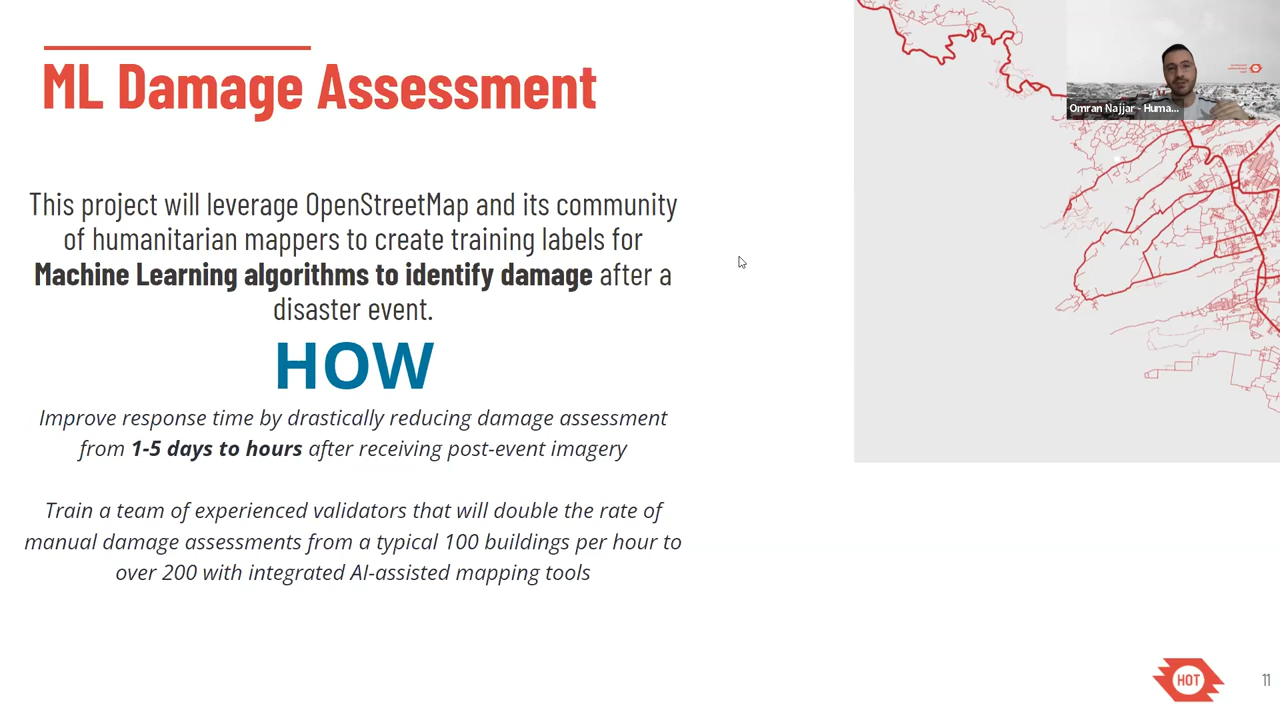 ML Damage Assessment
Omran Najjar - Huma...
This project will leverage OpenStreetMap and its community
of humanitarian mappers to create training labels for
Machine Learning algorithms to identify damage after a
disaster event.
HOW
Improve response time by drastically reducing damage assessment
from 1-5 days to hours after receiving post-event imagery
Train a team of experienced validators that will double the rate of
manual damage assessments from a typical 100 buildings per hour to
over 200 with integrated AI-assisted mapping tools
HOT
11